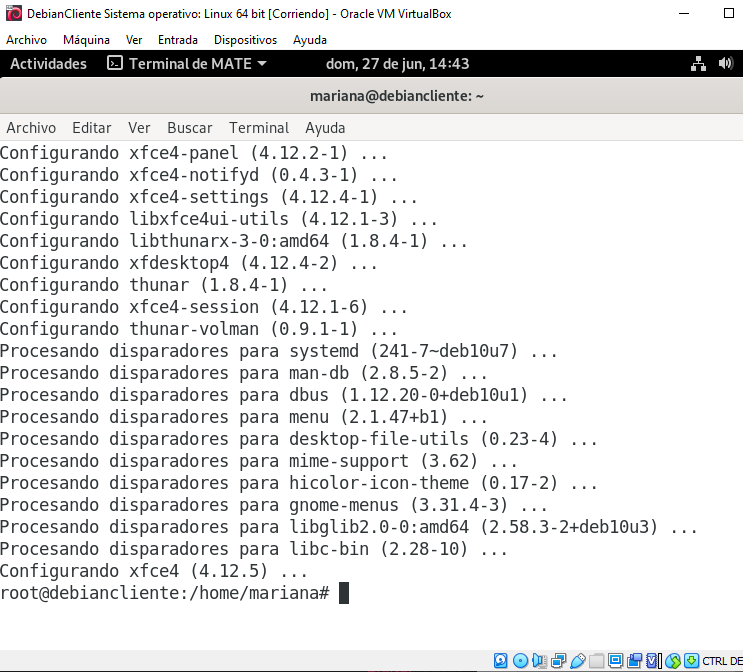 DebianCliente Sistema operativo: Linux 64 bit [Corriendo] - Oracle VM VirtualBox
Archivo Máquina Ver Entrada Dispositivos Ayuda
Actividades Terminal de MATE dom, 27 de jun, 14:43
mariana@debiancliente: ~
Archivo Editar Ver Buscar Terminal Ayuda
Configurando xfce4-panel (4.12.2-1) ...
Configurando xfce4-notifyd (0.4.3-1) ...
Configurando xfce4-settings (4.12.4-1) ...
Configurando libxfce4ui-utils (4.12.1-3) ...
Configurando libthunarx-3-0:amd64 (1.8.4-1) ...
Configurando xfdesktop4 (4.12.4-2) ...
Configurando thunar (1.8.4-1) ...
Configurando xfce4-session (4.12.1-6) ...
Configurando thunar-volman (0.9.1-1) ...
Procesando disparadores para systemd (241-7~deb10u7) ...
Procesando disparadores para man-db (2.8.5-2) ...
Procesando disparadores para dbus (1.12.20-0+deb10u1) ...
Procesando disparadores para menu (2.1.47+b1) ...
Procesando disparadores para desktop-file-utils (0.23-4) ...
Procesando disparadores para mime-support (3.62) ...
Procesando disparadores para hicolor-icon-theme (0.17-2) ...
Procesando disparadores para gnome-menus (3.31.4-3) ...
Procesando disparadores para libglib2.0-0:amd64 (2.58.3-2+deb10u3) ...
Procesando disparadores para libc-bin (2.28-10) ...
Configurando xfce4 (4.12.5) ...
root@debiancliente:/home/mariana#
CTRL DE